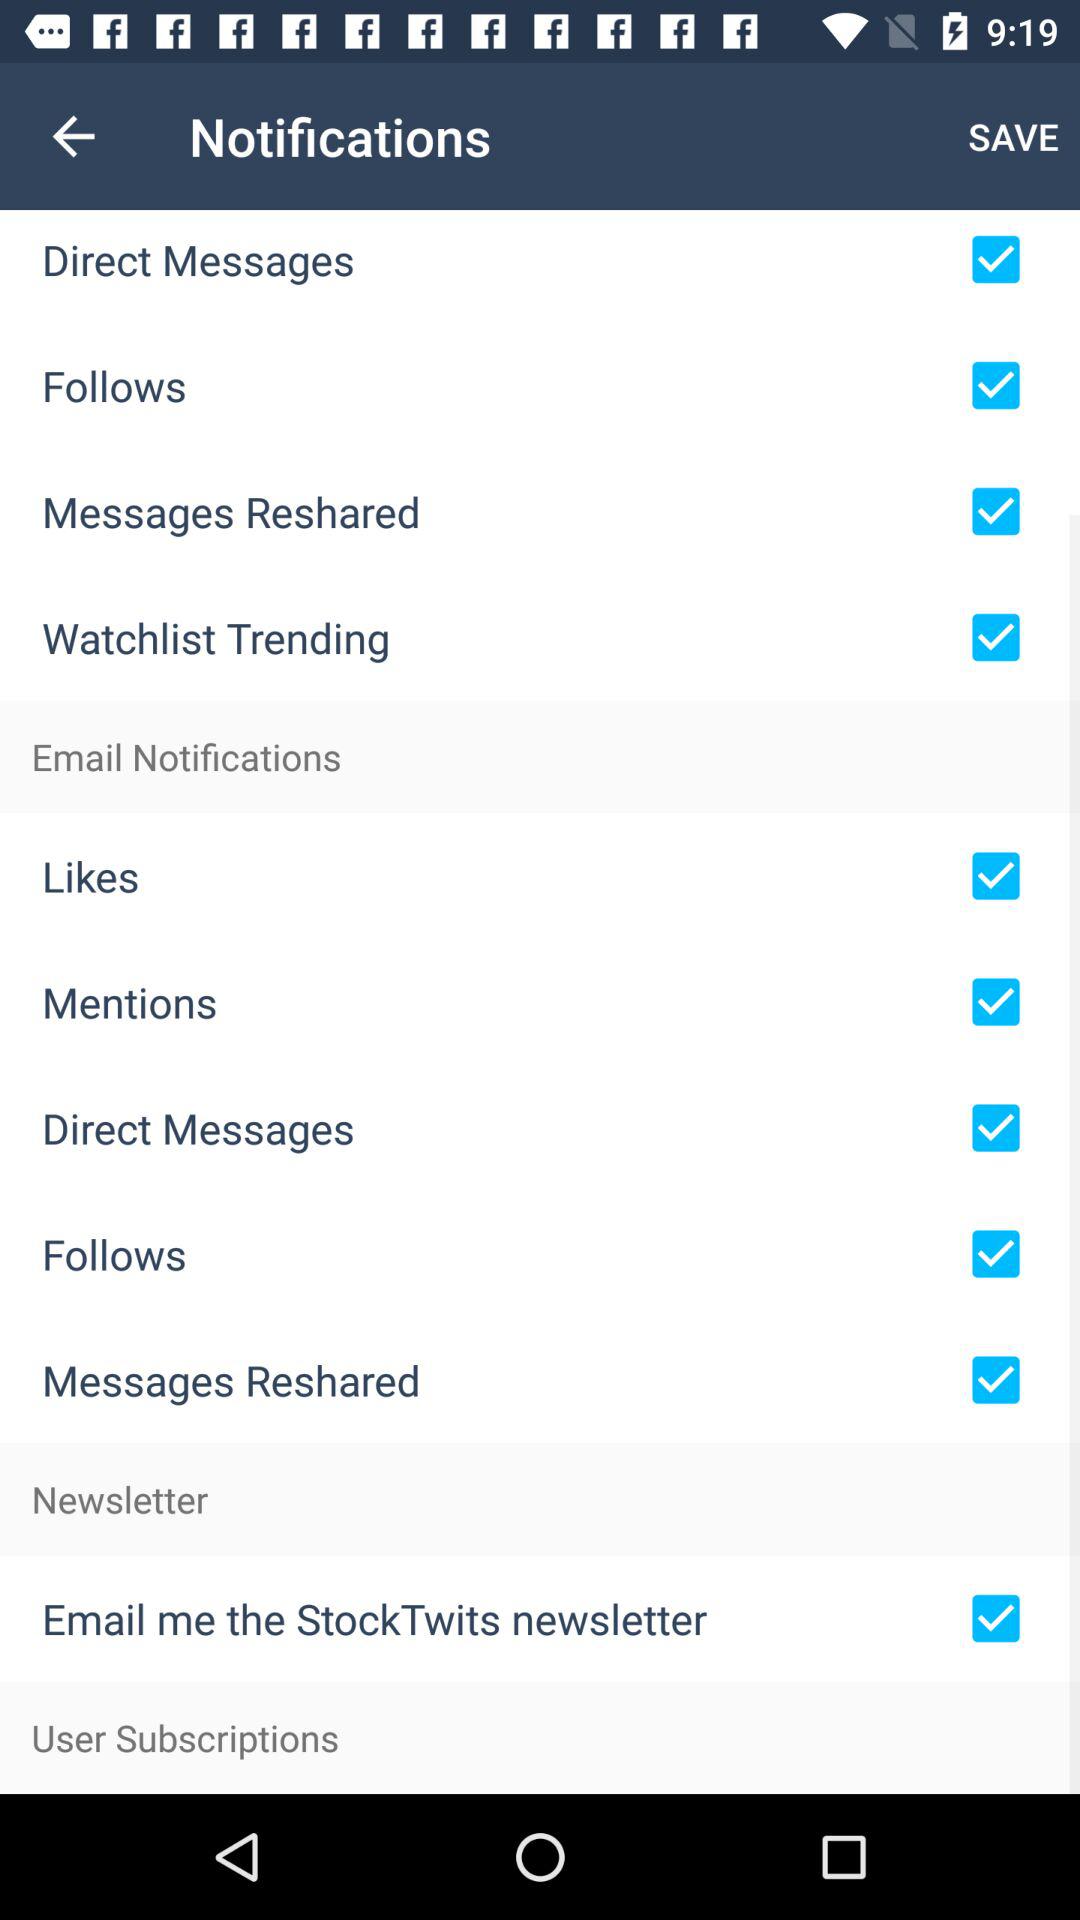 9:19
Notifications
SAVE
Direct Messages
Follows
Messages Reshared
Watchlist Trending
Email Notifications
Likes
Mentions
Direct Messages
Follows
Messages Reshared
Newsletter
Email me the StockTwits newsletter
User Subscriptions